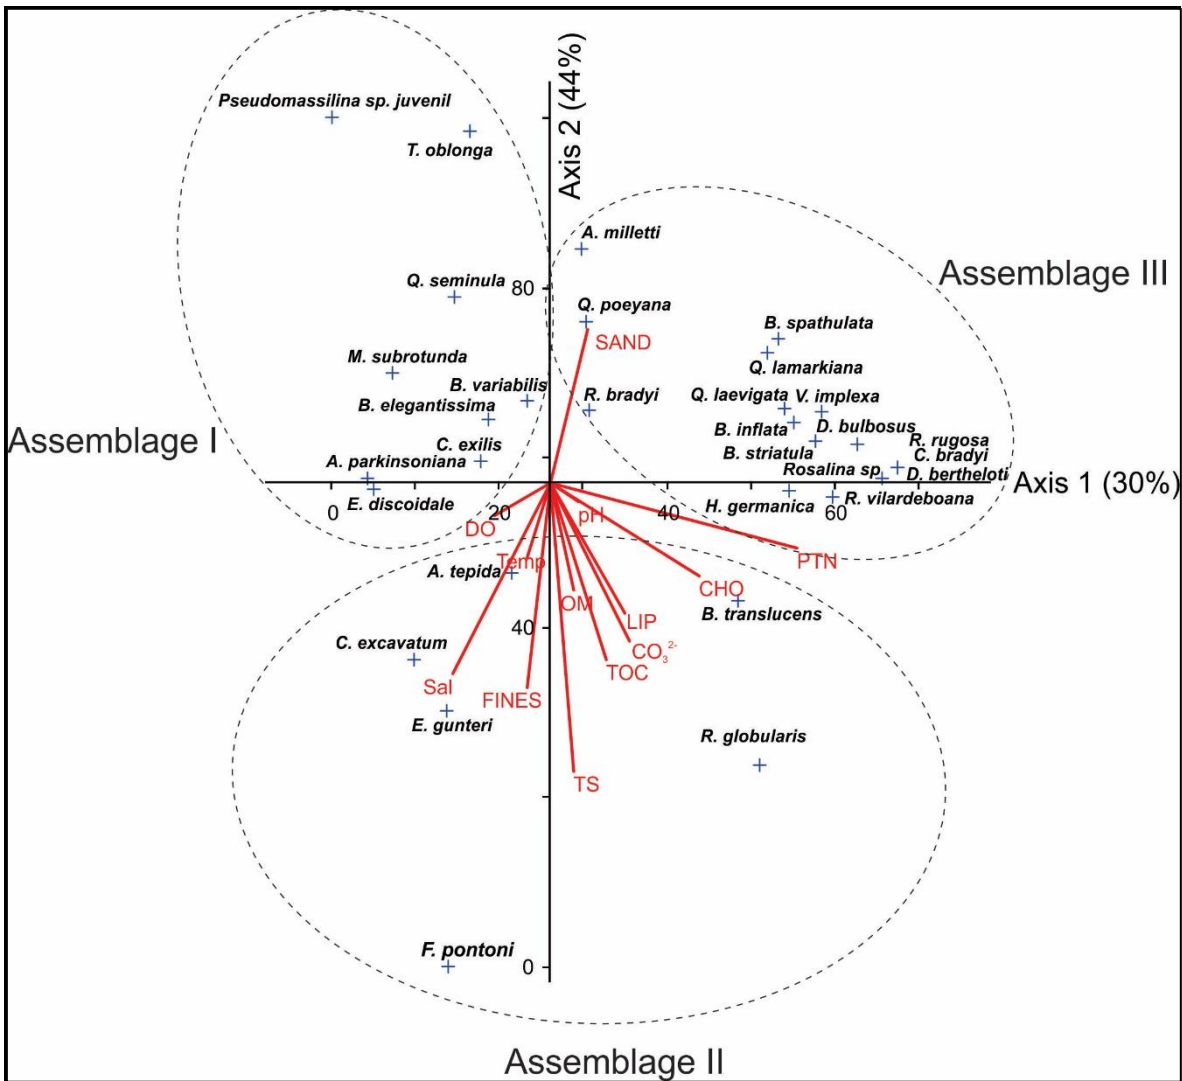 Axis 2 (44%)
Pseudomassilina sp. juvenil
T. oblonga
A. milletti
Assemblage III
Q. seminula
80
Q. poeyana
B. spathulata
SAND
M. subrotunda
Q. lamarkiana
B. variabilis
Q. laevigata V. implexa
R. bradyi
B. elegantissima
B. inflata D. bulbosus
Assemblage I
C. exilis
B. striatula
R. rugosa
C. bradyi
A. parkinsoniana
Rosalina sp
D. bertheloti
Axis 1 (30%)
E. discoidale
H. germanica
R. vilardeboana
0 20 40 60
DO
pH
Temp
PTN
A. tepida
CHO
OM
B. translucens
LIP
40
C. excavatum
CO₃²⁻
TOC
Sal
FINES
E. gunteri
R. globularis
TS
F. pontoni
0
Assemblage II